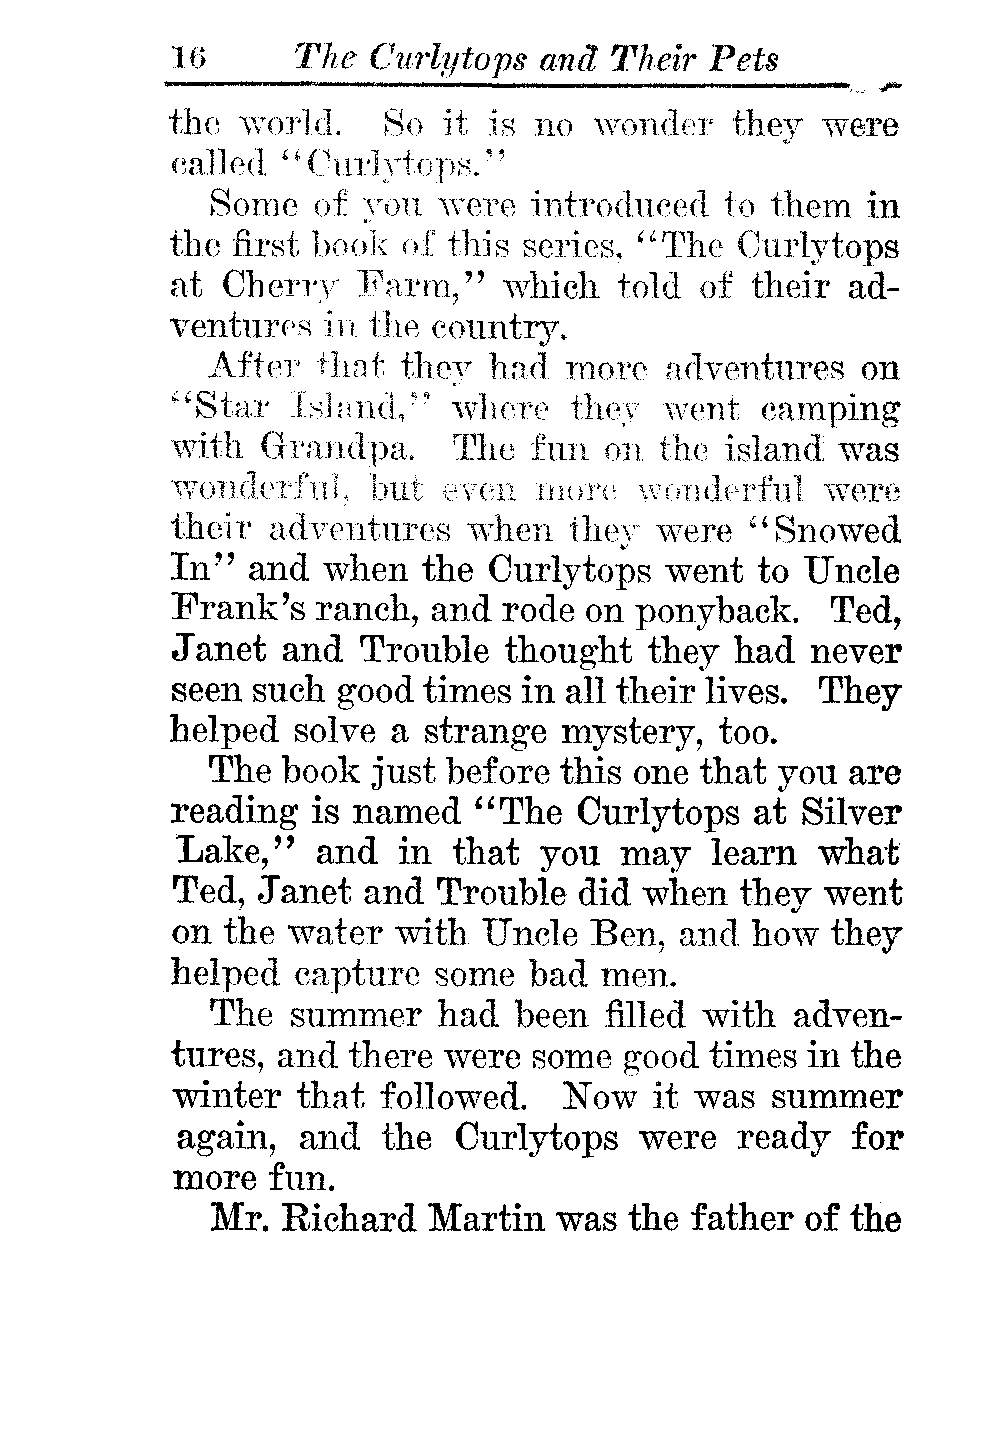 16 The Curlytops and Their Pets
the world. So it is no wonder they were
called “Curlytops.”
Some of you were introduced to them in
the first book of this series, “The Curlytops
at Cherry Farm,” which told of their ad-
ventures in the country.
After that they had more adventures on
“Star Island,” where they went camping
with Grandpa. The fun on the island was
wonderful, but even more wonderful were
their adventures when they were “Snowed
In” and when the Curlytops went to Uncle
Frank’s ranch, and rode on ponyback. Ted,
Janet and Trouble thought they had never
seen such good times in all their lives. They
helped solve a strange mystery, too.
The book just before this one that you are
reading is named “The Curlytops at Silver
Lake,” and in that you may learn what
Ted, Janet and Trouble did when they went
on the water with Uncle Ben, and how they
helped capture some bad men.
The summer had been filled with adven-
tures, and there were some good times in the
winter that followed. Now it was summer
again, and the Curlytops were ready for
more fun.
Mr. Richard Martin was the father of the